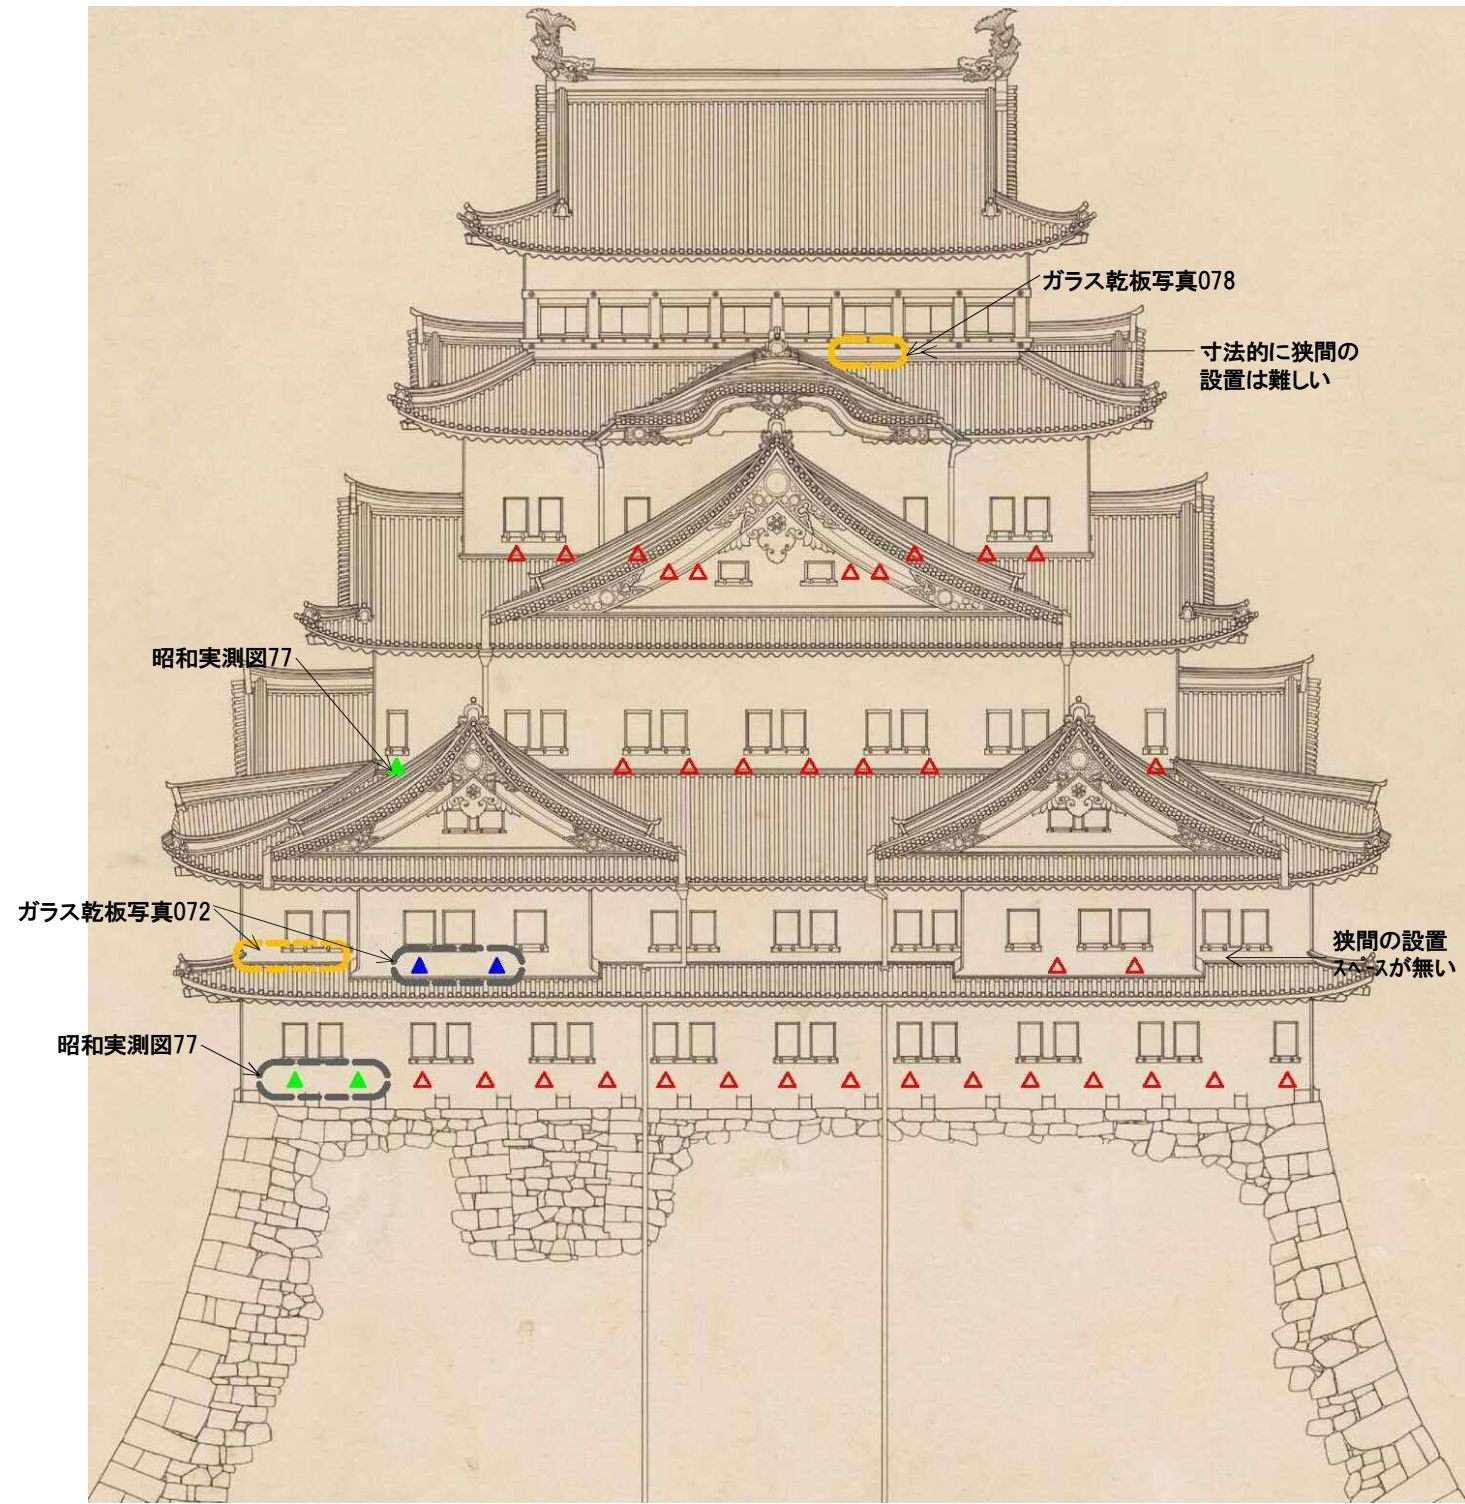 ガラス乾板写真078
寸法的に狭間の
設置は難しい
昭和実測図77
ガラス乾板写真072
狭間の設置
スペースが無い
昭和実測図77